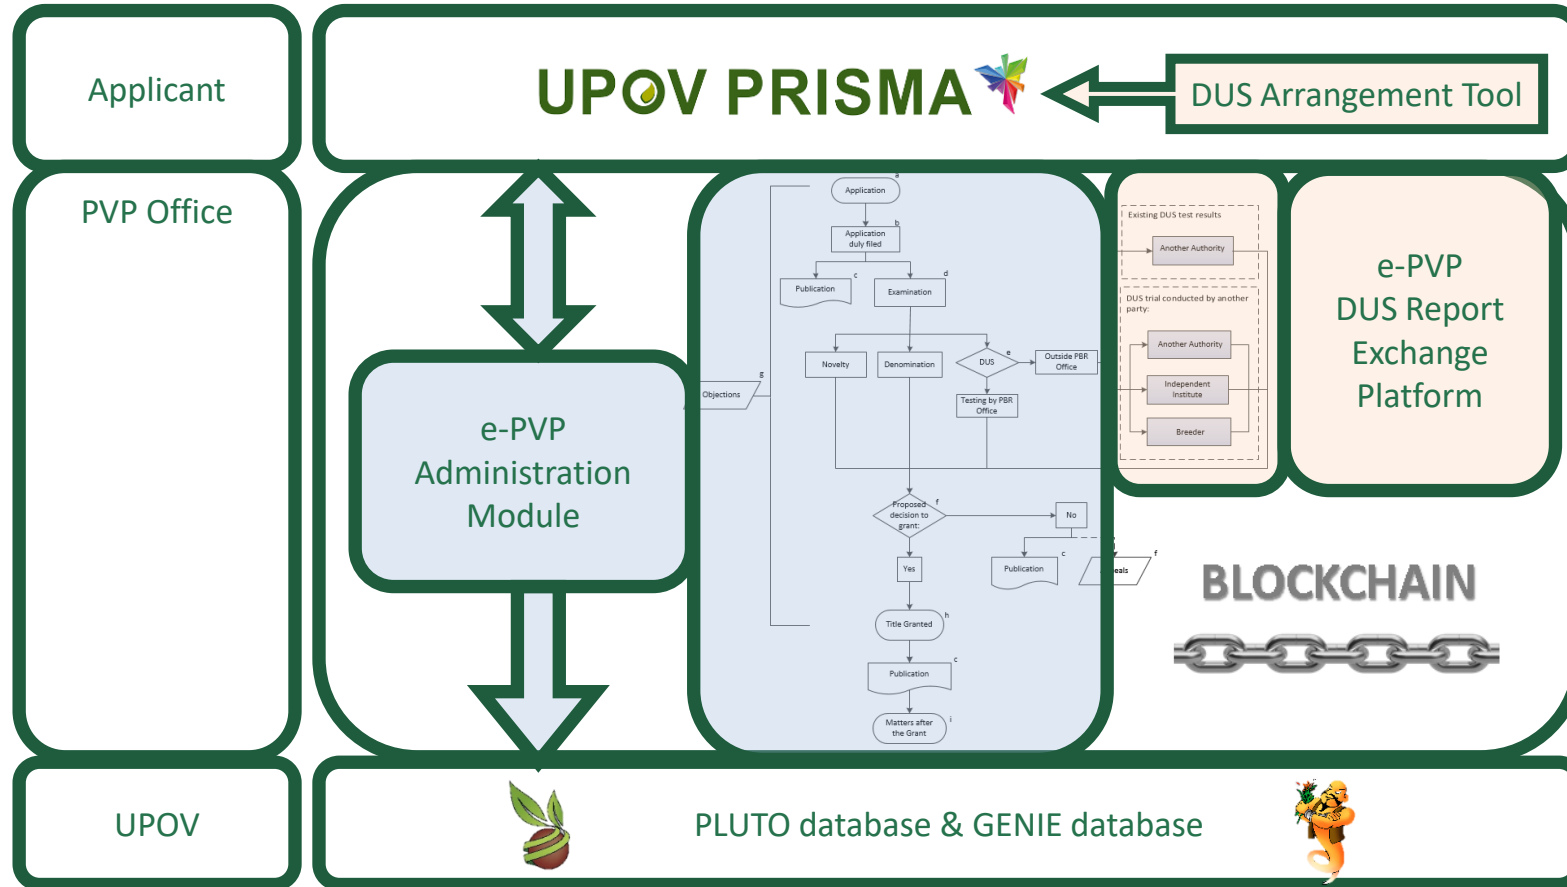 Applicant
UPOV PRISMA
DUS Arrangement Tool
PVP Office
e-PVP
Administration
Module
a
Application
b
Application
duly filed
c
Publication
d
Examination
Novelty
Denomination
e
DUS
Outside PBR
Office
Testing by PBR
Office
g
Objections
f
Proposed
decision to
grant:
No
Yes
c
Publication
f
eals
h
Title Granted
c
Publication
i
Matters after
the Grant
Existing DUS test results
Another Authority
DUS trial conducted by another
party:
Another Authority
Independent
Institute
Breeder
e-PVP
DUS Report
Exchange
Platform
BLOCKCHAIN
UPOV
PLUTO database & GENIE database